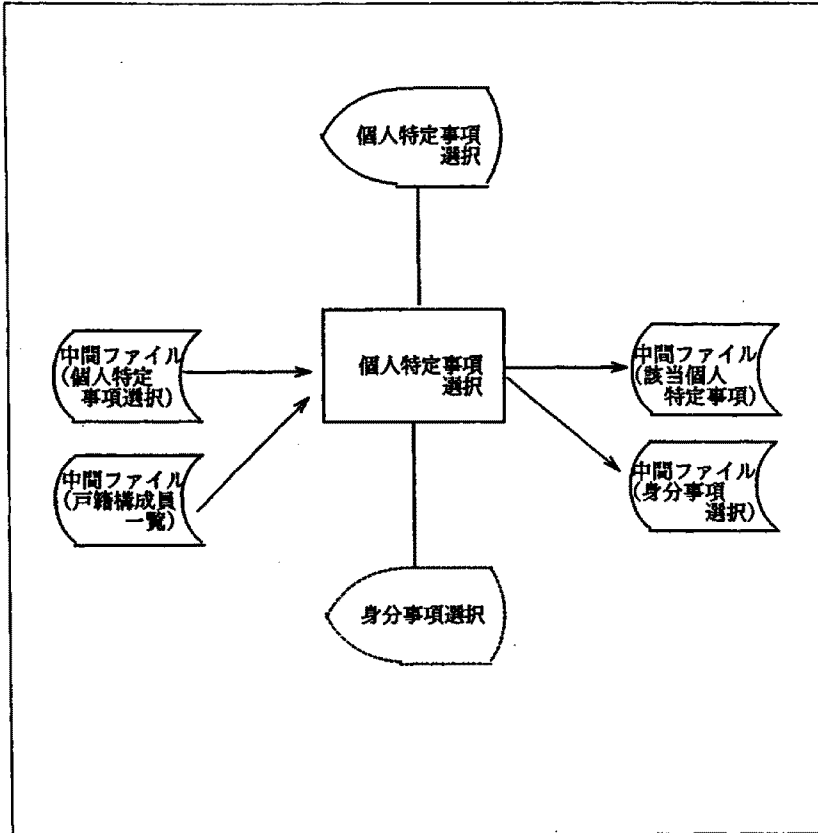 個人特定事項
選択
中間ファイル
(個人特定
事項選択)
個人特定事項
選択
中間ファイル
(該当個人
特定事項)
中間ファイル
(戸籍構成員
一覧)
中間ファイル
(身分事項
選択)
身分事項選択